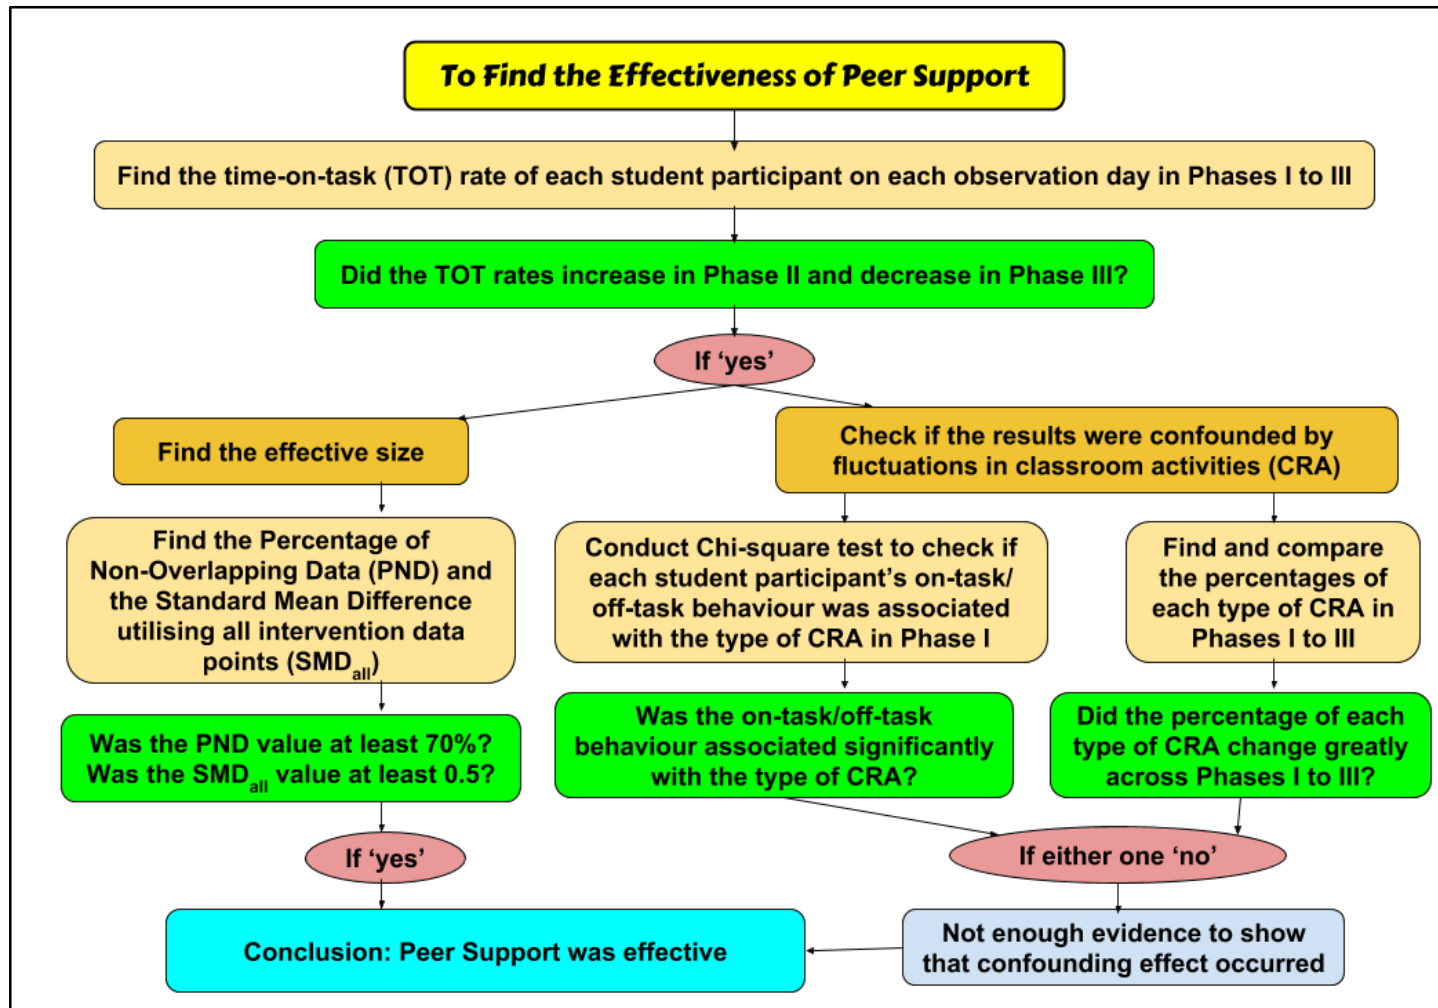 To Find the Effectiveness of Peer Support
Find the time-on-task (TOT) rate of each student participant on each observation day in Phases I to III
Did the TOT rates increase in Phase II and decrease in Phase III?
If ‘yes’
Find the effective size
Find the Percentage of
Non-Overlapping Data (PND) and
the Standard Mean Difference
utilising all intervention data
points (SMDall)
Was the PND value at least 70%?
Was the SMDall value at least 0.5?
If ‘yes’
Check if the results were confounded by
fluctuations in classroom activities (CRA)
Conduct Chi-square test to check if
each student participant’s on-task/
off-task behaviour was associated
with the type of CRA in Phase I
Was the on-task/off-task
behaviour associated significantly
with the type of CRA?
Find and compare
the percentages of
each type of CRA in
Phases I to III
Did the percentage of each
type of CRA change greatly
across Phases I to III?
If either one ‘no’
Not enough evidence to show
that confounding effect occurred
Conclusion: Peer Support was effective